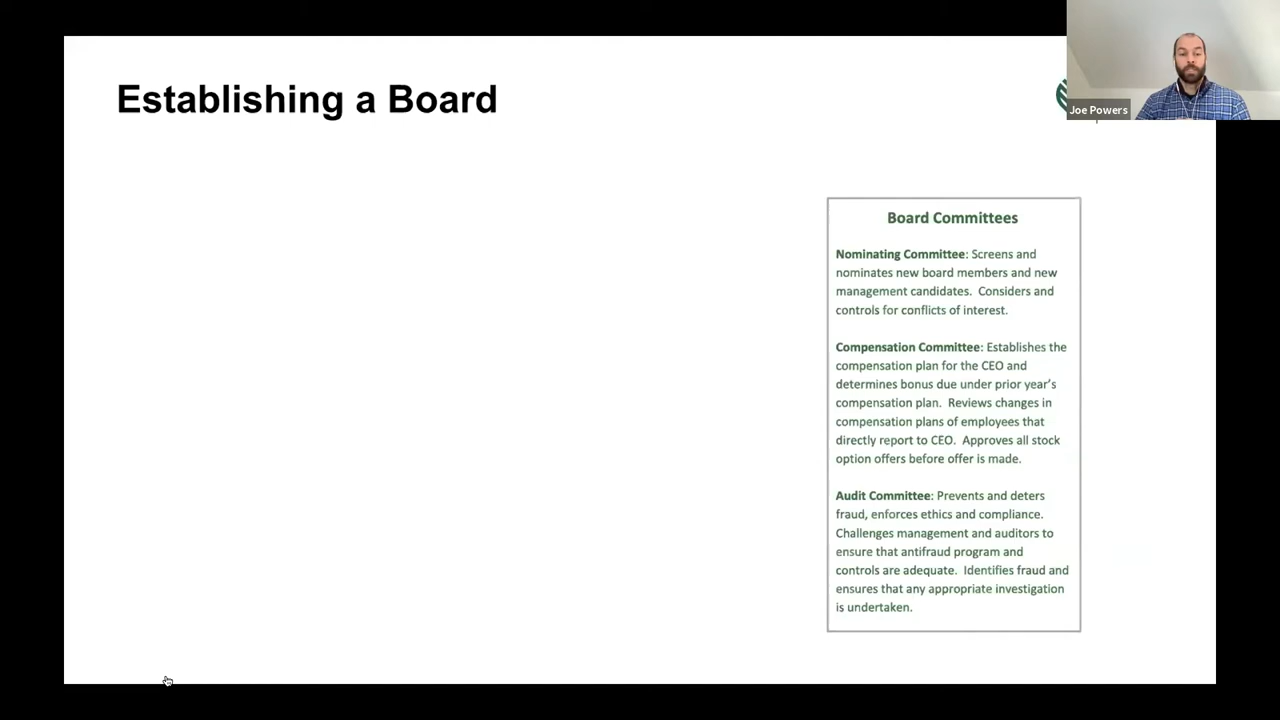 Establishing a Board
Joe Powers
Board Committees
Nominating Committee: Screens and
nominates new board members and new
management candidates.  Considers and
controls for conflicts of interest.
Compensation Committee: Establishes the
compensation plan for the CEO and
determines bonus due under prior year’s
compensation plan.  Reviews changes in
compensation plans of employees that
directly report to CEO.  Approves all stock
option offers before offer is made.
Audit Committee: Prevents and deters
fraud, enforces ethics and compliance.
Challenges management and auditors to
ensure that antifraud program and
controls are adequate.  Identifies fraud and
ensures that any appropriate investigation
is undertaken.